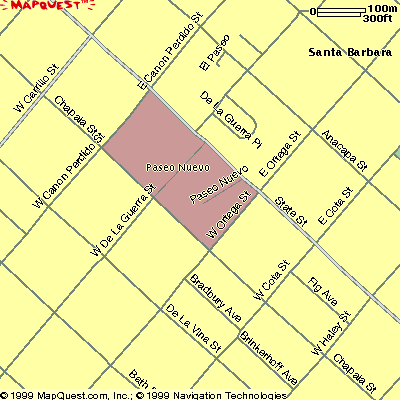 MAPQUEST™
0 100m
300ft
Santa Barbara
E Canon Perdido St
El Paseo
W Carrillo St
Chapala St
De La Guerra Pl
Anacapa St
W Canon Perdido St
Paseo Nuevo
E Ortega St
Paseo Nuevo
State St
E Cota St
W De La Guerra St
W Ortega St
Bradbury Ave
W Cota St
Fig Ave
De La Vina St
Brinkerhoff Ave
W Haley St
Chapala St
Bath
©1999 MapQuest.com, Inc.; © 1999 Navigation Technologies